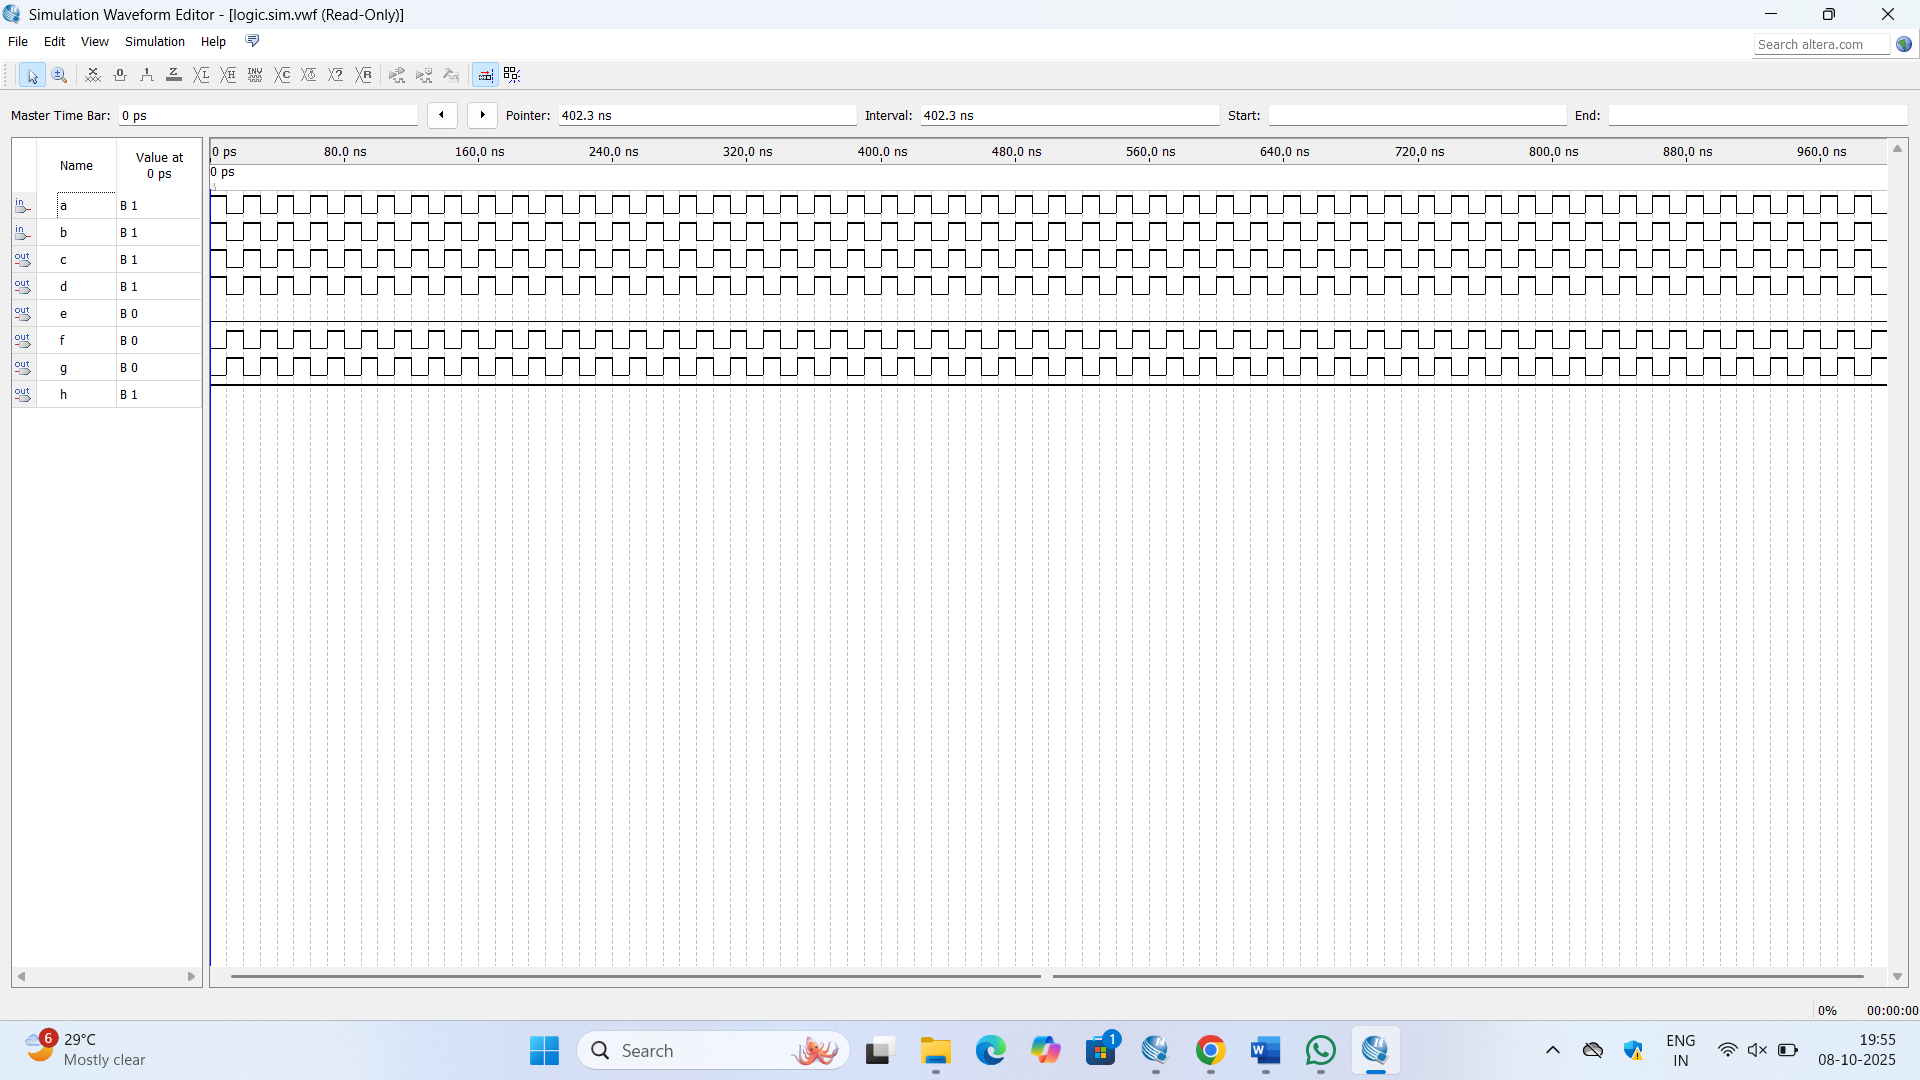 Simulation Waveform Editor - [logic.sim.vwf (Read-Only)]
File Edit View Simulation Help
Search altera.com
Master Time Bar: 0 ps Pointer: 402.3 ns Interval: 402.3 ns Start: End:
Name Value at 0 ps
0 ps 80.0 ns 160.0 ns 240.0 ns 320.0 ns 400.0 ns 480.0 ns 560.0 ns 640.0 ns 720.0 ns 800.0 ns 880.0 ns 960.0 ns
0 ps
in a B 1
in b B 1
out c B 1
out d B 1
out e B 0
out f B 0
out g B 0
out h B 1
0% 00:00:00
6 29°C
Mostly clear
Search
1
ENG
IN
19:55
08-10-2025